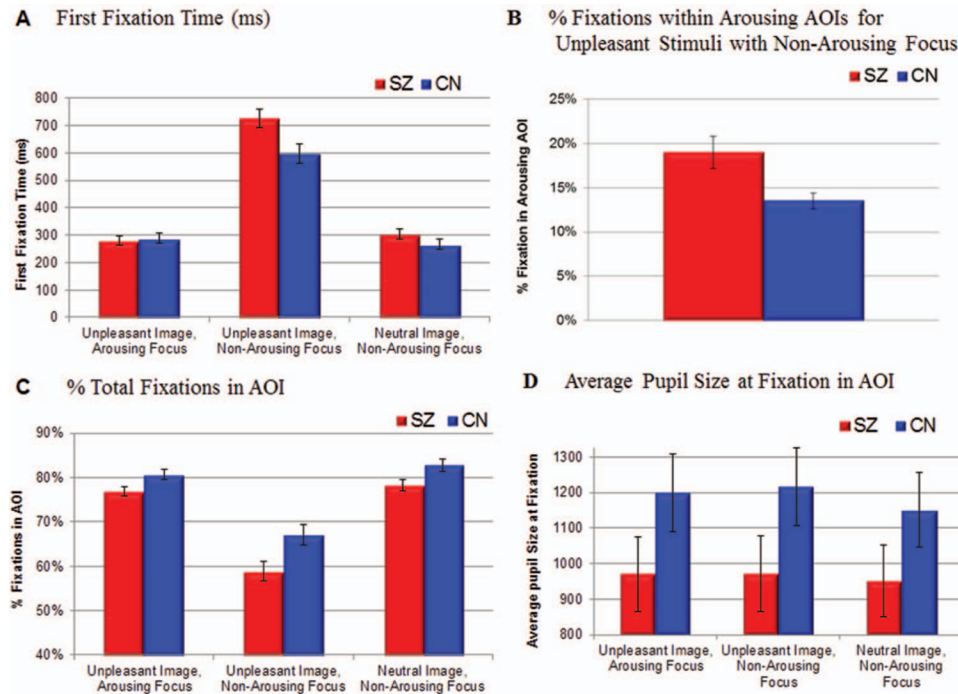 A First Fixation Time (ms)
SZ CN
First Fixation Time (ms)
800
700
600
500
400
300
200
100
0
Unpleasant Image,
Arousing Focus
Unpleasant Image,
Non-Arousing Focus
Neutral Image,
Non-Arousing Focus
B % Fixations within Arousing AOIs for
Unpleasant Stimuli with Non-Arousing Focus
SZ CN
% Fixation in Arousing AOI
25%
20%
15%
10%
5%
0%
C % Total Fixations in AOI
SZ CN
% Fixations in AOI
90%
80%
70%
60%
50%
40%
Unpleasant Image,
Arousing Focus
Unpleasant Image,
Non-Arousing Focus
Neutral Image,
Non-Arousing Focus
D Average Pupil Size at Fixation in AOI
SZ CN
Average pupil Size at Fixation
1300
1200
1100
1000
900
800
Unpleasant Image,
Arousing Focus
Unpleasant Image,
Non-Arousing
Focus
Neutral Image,
Non-Arousing
Focus